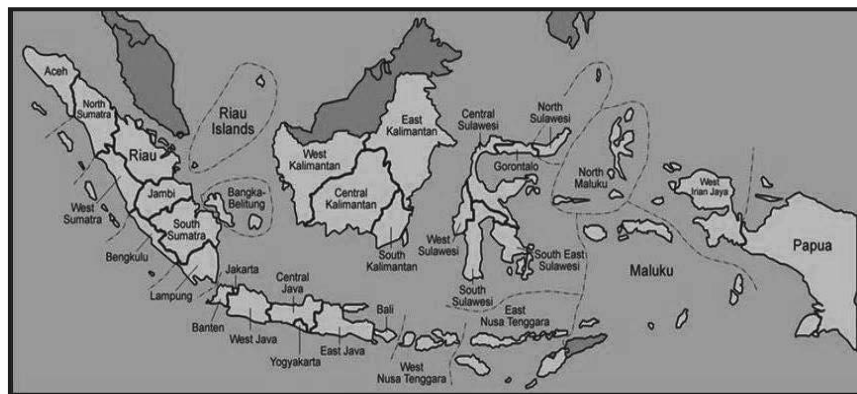 Aceh
North
Sumatra
Riau
Islands
Riau
West
Sumatra
Jambi
Bangka-
Belitung
South
Sumatra
Bengkulu
Lampung
Jakarta
Banten
West Java
Central
Java
Yogyakarta
East Java
Bali
West
Nusa Tenggara
East
Nusa Tenggara
West
Kalimantan
Central
Kalimantan
East
Kalimantan
South
Kalimantan
Central
Sulawesi
North
Sulawesi
Gorontalo
West
Sulawesi
South
Sulawesi
South East
Sulawesi
North
Maluku
Maluku
West
Irian Jaya
Papua